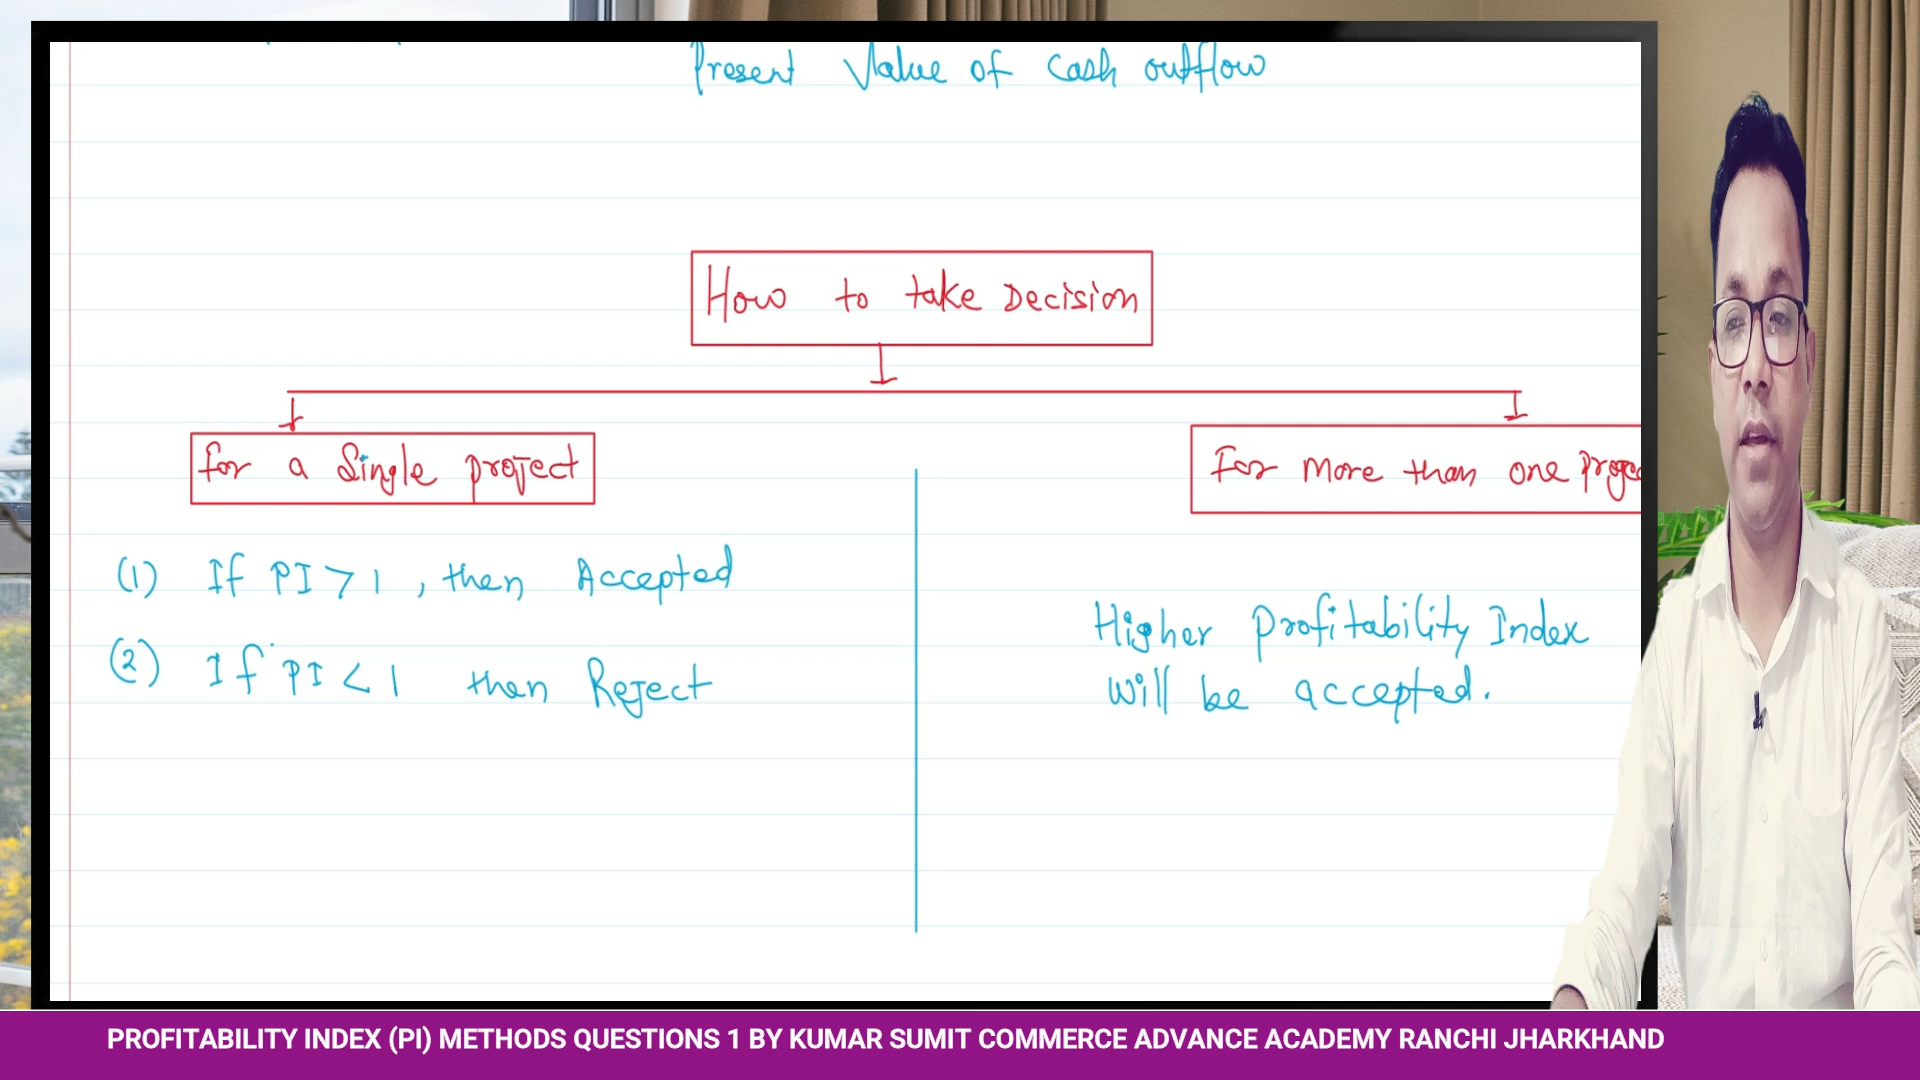 Present Value of cash outflow
How to take Decision
for a Single project
For More than one
(1) If PI > 1, then Accepted
Higher Profitability Index
(2) If PI < 1 then Reject
will be accepted.
PROFITABILITY INDEX (PI) METHODS QUESTIONS 1 BY KUMAR SUMIT COMMERCE ADVANCE ACADEMY RANCHI JHARKHAND